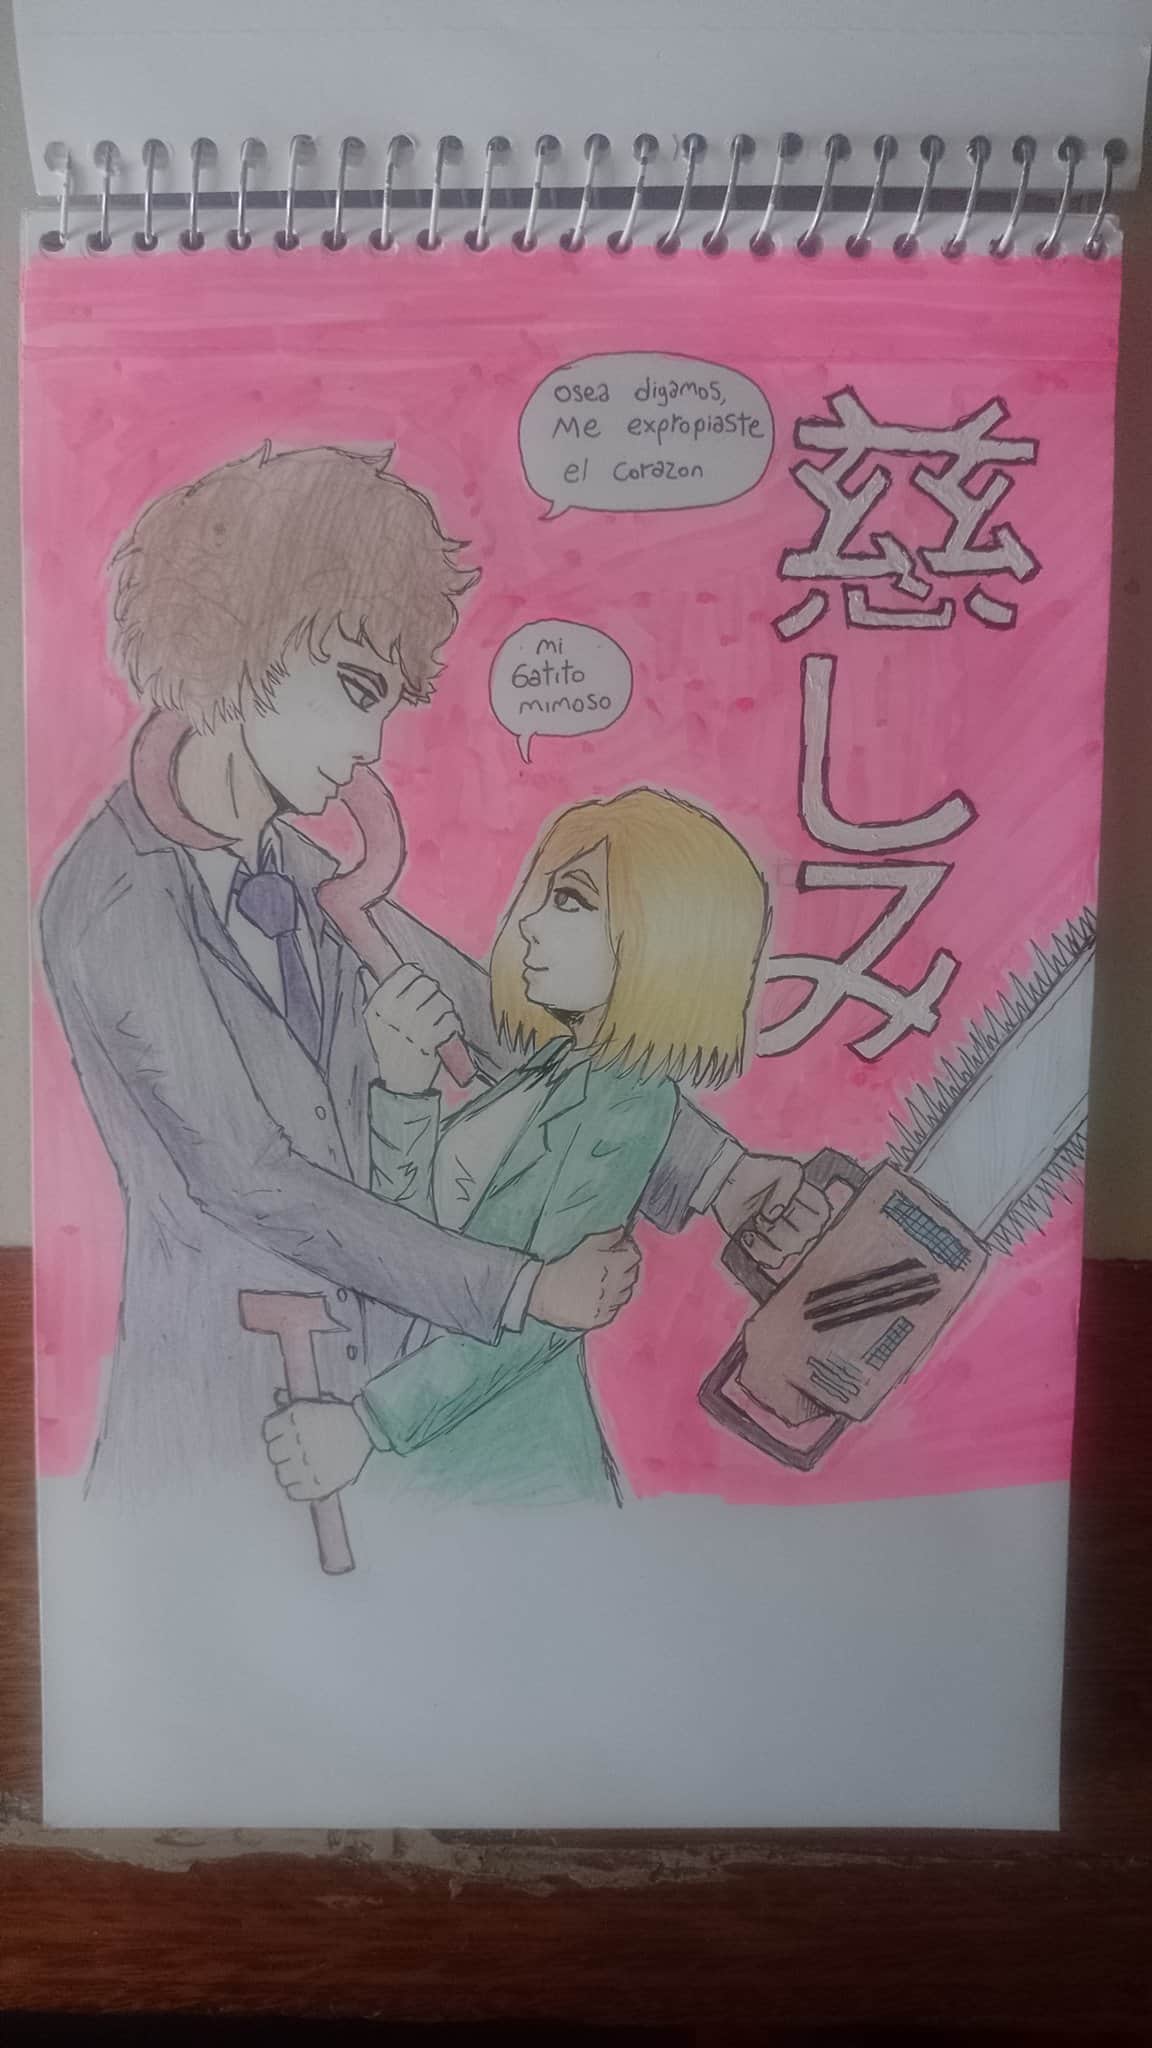 osea digamos,
Me expropiaste
el corazon
mi
Gatito
mimoso
慈しみ